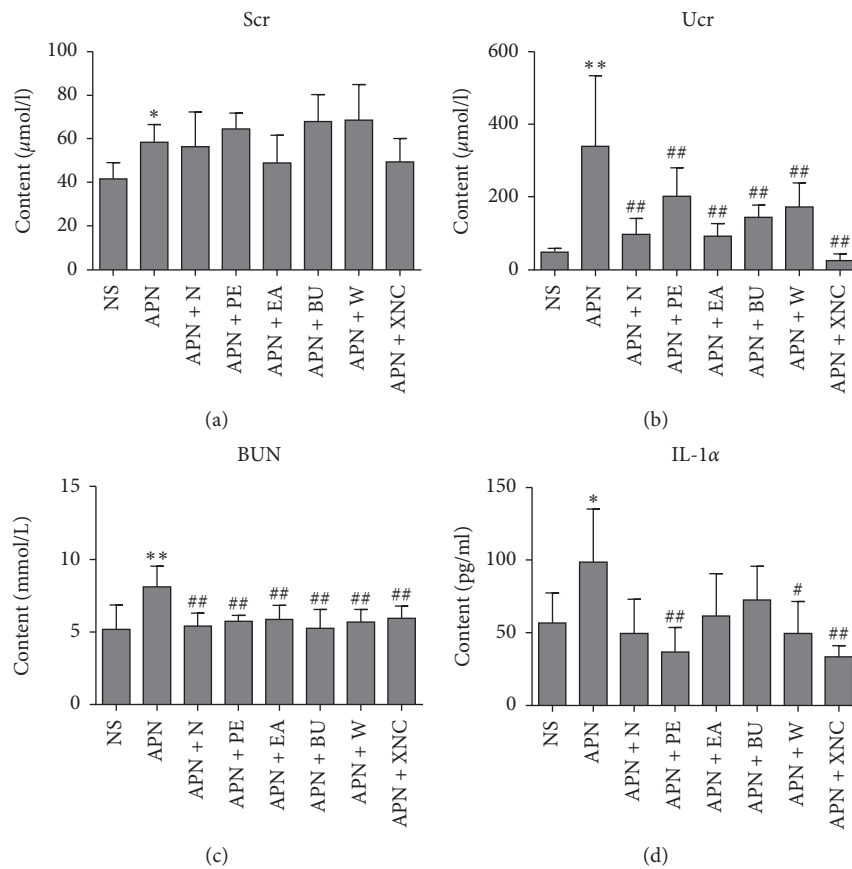 Scr
Content (μmol/l)
100
80
60
40
20
0
*
NS
APN
APN + N
APN + PE
APN + EA
APN + BU
APN + W
APN + XNC
(a)
Ucr
Content (μmol/l)
600
400
200
0
**
##
##
##
##
##
##
NS
APN
APN + N
APN + PE
APN + EA
APN + BU
APN + W
APN + XNC
(b)
BUN
Content (mmol/L)
15
10
5
0
**
##
##
##
##
##
##
NS
APN
APN + N
APN + PE
APN + EA
APN + BU
APN + W
APN + XNC
(c)
IL-1α
Content (pg/ml)
150
100
50
0
*
##
#
##
NS
APN
APN + N
APN + PE
APN + EA
APN + BU
APN + W
APN + XNC
(d)